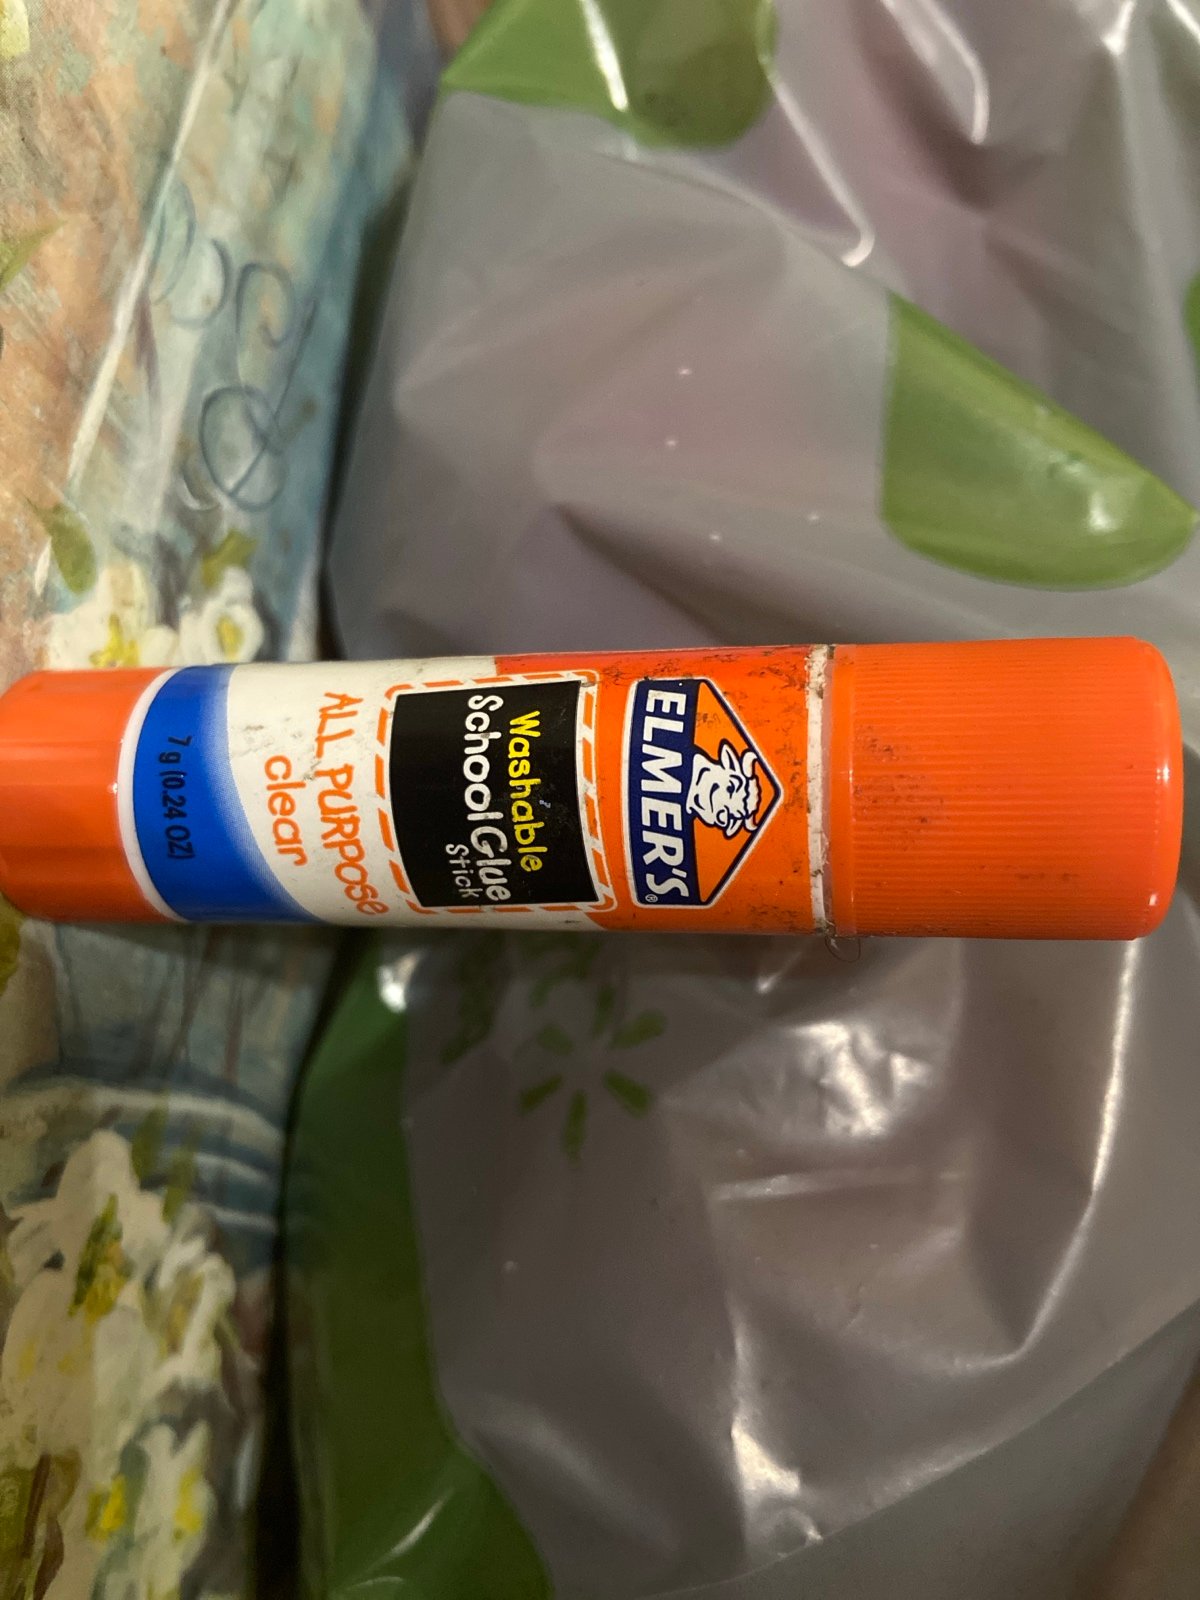 ELMER'S®
Washable
School Glue
Stick
ALL PURPOSE
clear
7 g (0.24 OZ)